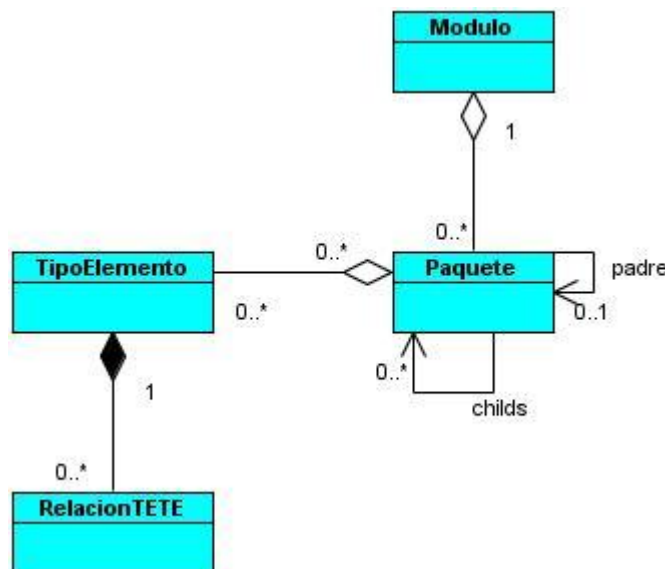 Modulo
1
0..*
0..*
TipoElemento
Paquete
padre
0..*
0..1
1
0..*
childs
0..*
RelacionTETE